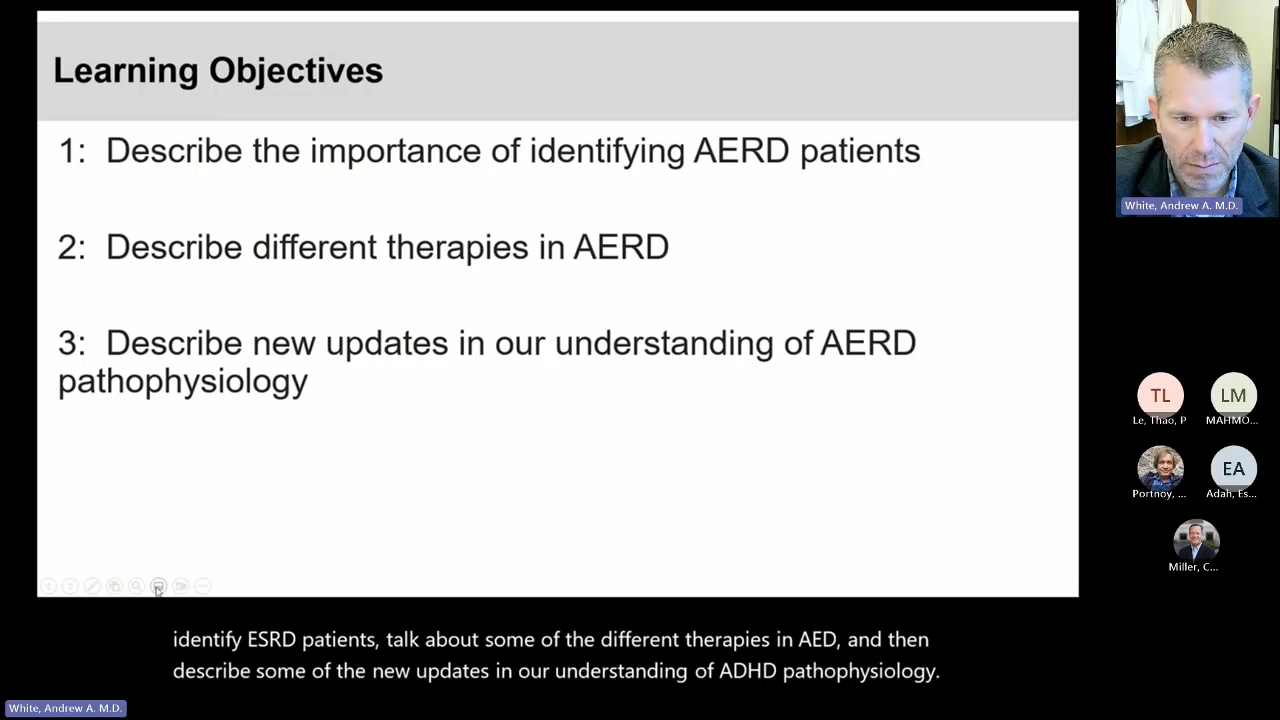 Learning Objectives
1: Describe the importance of identifying AERD patients
2: Describe different therapies in AERD
3: Describe new updates in our understanding of AERD
pathophysiology
White, Andrew A. M.D.
TL
LM
Le, Thao, P
MAHMO...
EA
Portnoy, ...
Adah, Es...
Miller, C...
identify ESRD patients, talk about some of the different therapies in AED, and then
describe some of the new updates in our understanding of ADHD pathophysiology.
White, Andrew A. M.D.